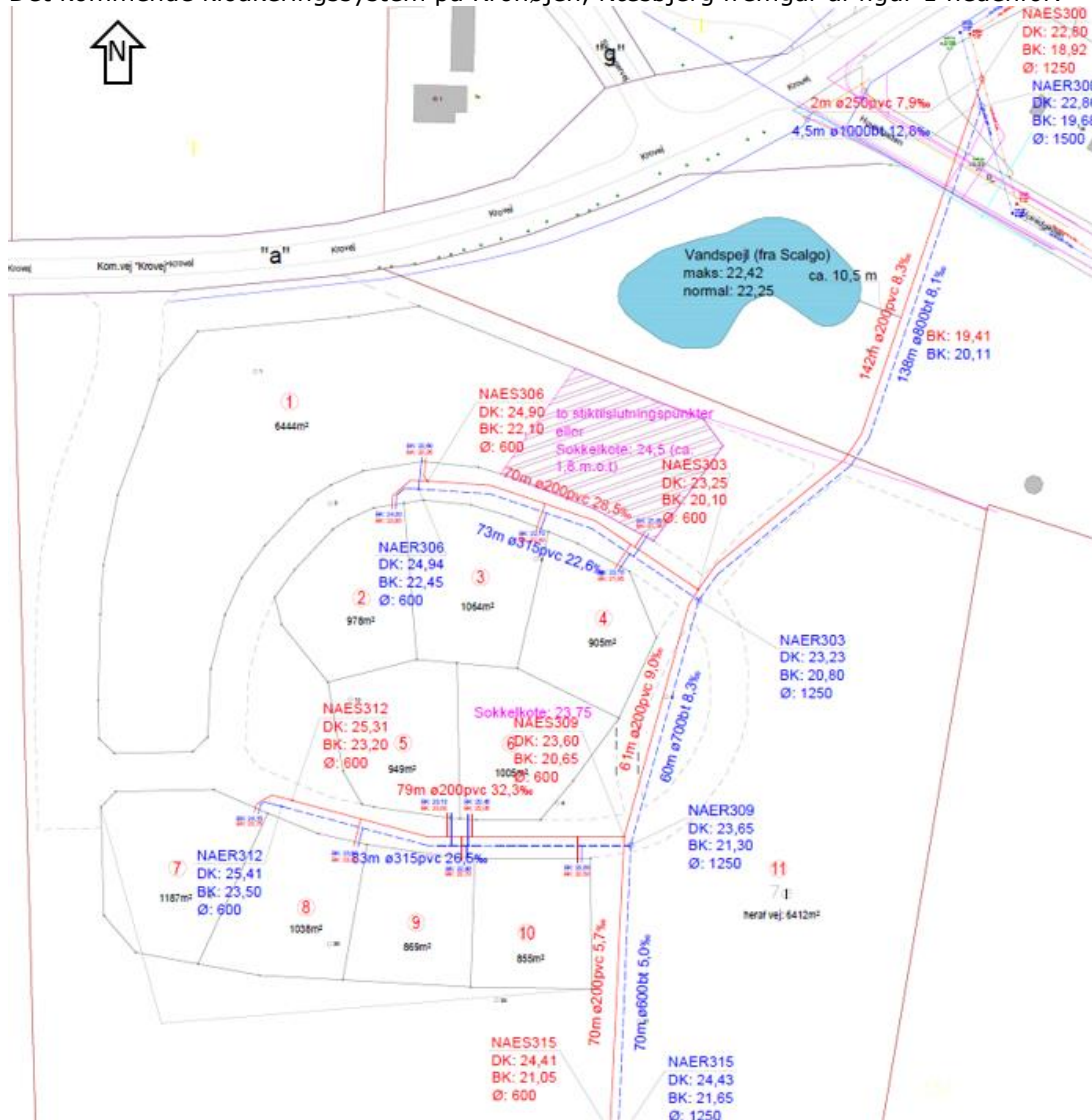 N
"g"
Krovej
Krovej
Krovej
Krovej
Krovej
Kom.vej "Krovej"
Krovej
"a"
NAES300
DK: 22,80
BK: 18,92
Ø: 1250
2m ø250pvc 7,9‰
4,5m ø1000bt 12,8‰
Ø: 1500
Vandspejl (fra Scalgo)
maks: 22,42
normal: 22,25
ca. 10,5 m
142m ø200pvc 8,3‰
138m ø800bt 8,1‰
BK: 19,41
BK: 20,11
1
6444m²
NAES306
DK: 24,90
BK: 22,10
Ø: 600
to stiktilslutningspunkter
eller
Sokkelkote: 24,5 (ca.
1,8 m.o.t)
NAES303
DK: 23,25
BK: 20,10
Ø: 600
70m ø200pvc 28,5‰
73m ø315pvc 22,6‰
NAER306
DK: 24,94
BK: 22,45
Ø: 600
2
978m²
3
1064m²
4
905m²
NAER303
DK: 23,23
BK: 20,80
Ø: 1250
61m ø200pvc 9,0‰
60m ø700bt 8,3‰
Sokkelkote: 23,75
NAES312
DK: 25,31
BK: 23,20
Ø: 600
NAES309
DK: 23,60
BK: 20,65
Ø: 600
5
949m²
6
1005m²
79m ø200pvc 32,3‰
83m ø315pvc 26,5‰
NAER309
DK: 23,65
BK: 21,30
Ø: 1250
NAER312
DK: 25,41
BK: 23,50
Ø: 600
7
1187m²
8
1038m²
9
869m²
10
855m²
11
heraf vej: 6412m²
70m ø200pvc 5,7‰
70m ø600bt 5,0‰
NAES315
DK: 24,41
BK: 21,05
Ø: 600
NAER315
DK: 24,43
BK: 21,65
Ø: 1250